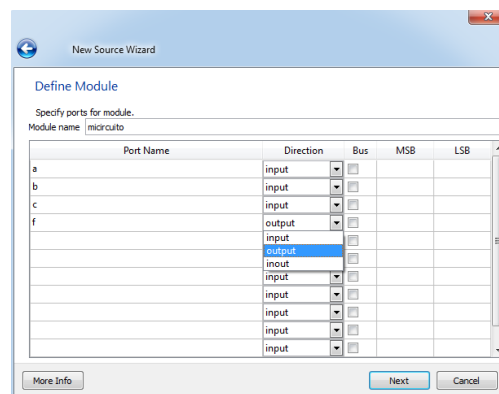 New Source Wizard
Define Module
Specify ports for module.
Module name micircuito
Port Name Direction Bus MSB LSB
a input
b input
c input
f output
input
output
inout
input
input
input
input
input
More Info Next Cancel